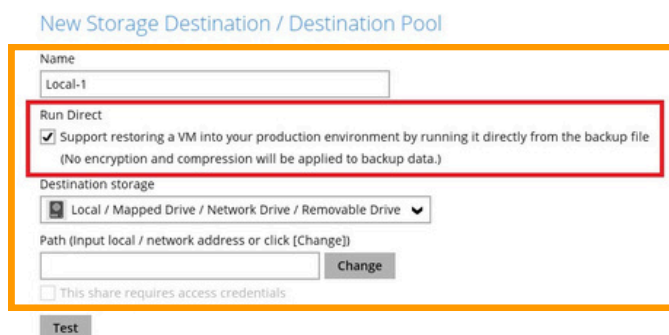 New Storage Destination / Destination Pool
Name
Local-1
Run Direct
Support restoring a VM into your production environment by running it directly from the backup file
(No encryption and compression will be applied to backup data.)
Destination storage
Local / Mapped Drive / Network Drive / Removable Drive
Path (Input local / network address or click [Change])
Change
This share requires access credentials
Test